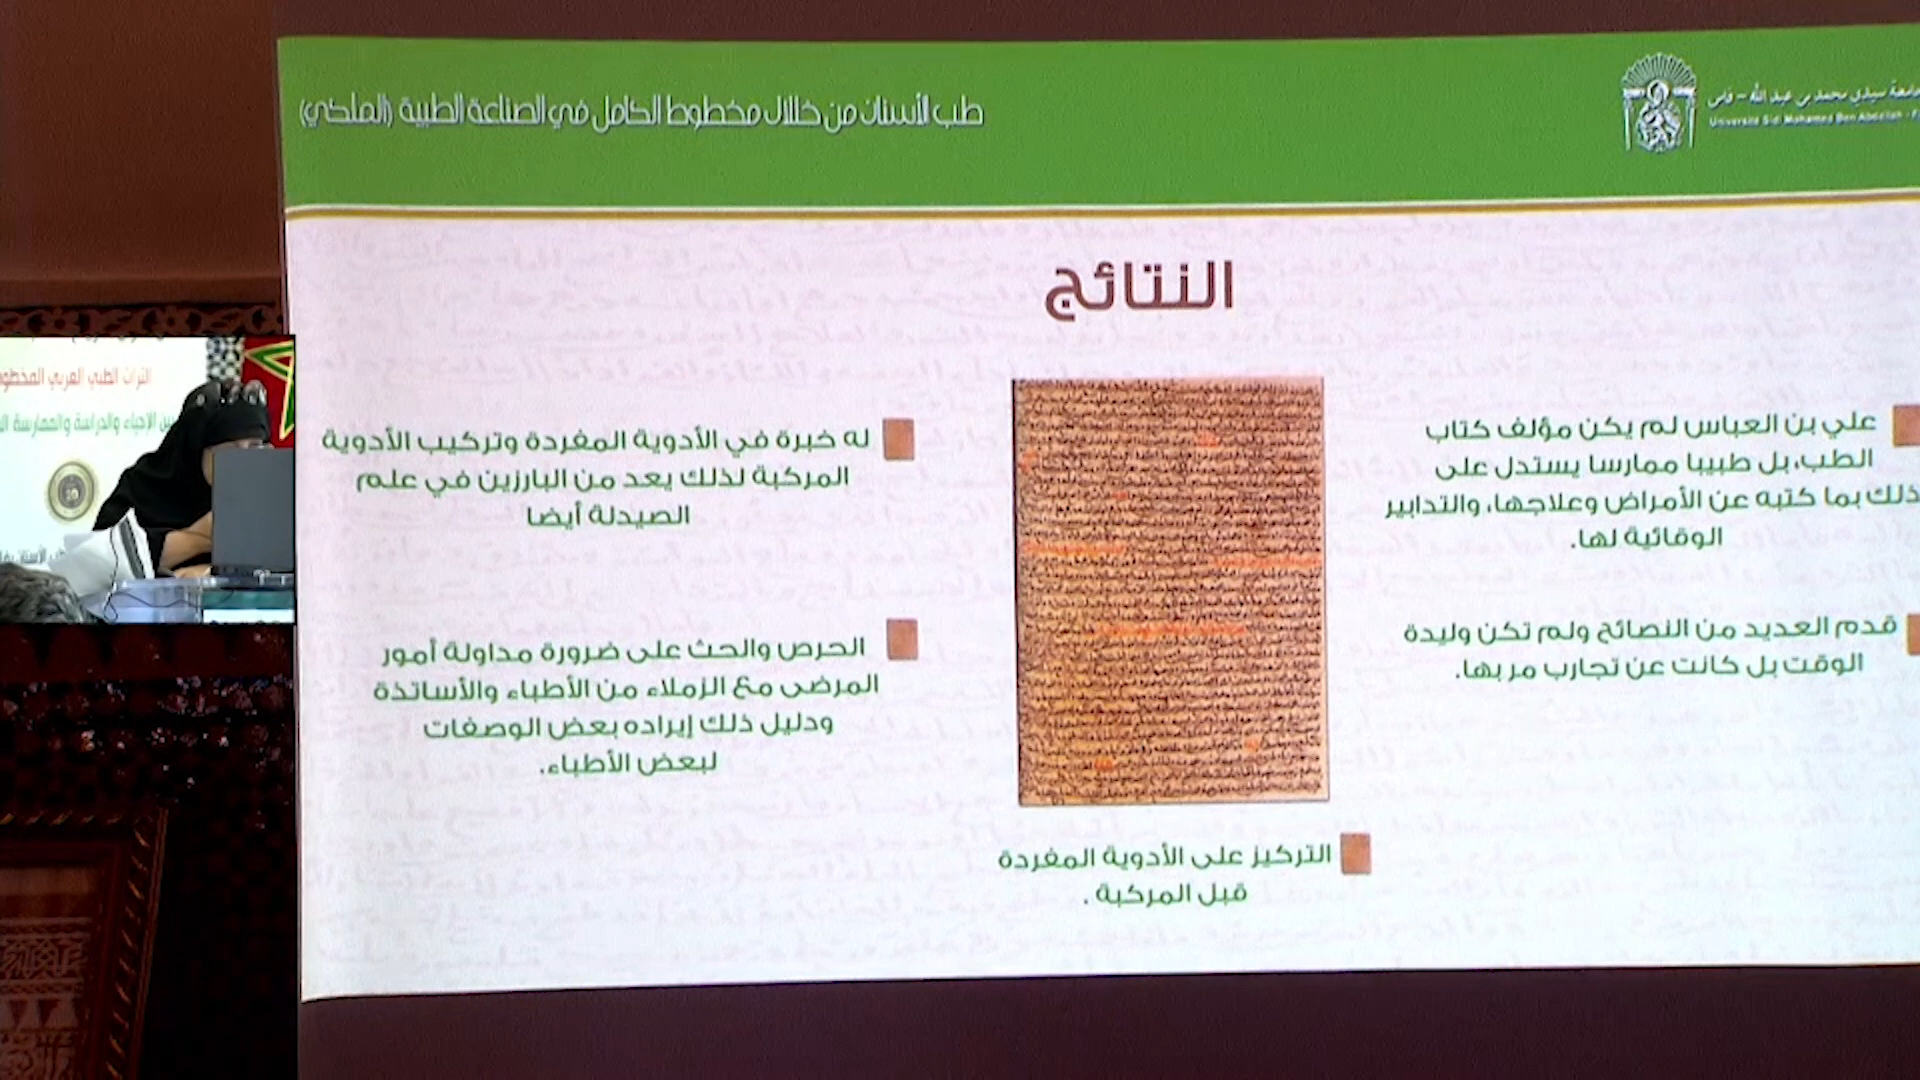 طب الأسنان من خلال مخطوط الكامل في الصناعة الطبية (الملكي)
جامعة سيدي محمد بن عبد الله - فاس
Université Sidi Mohamed Ben Abdellah - F
النتائج
علي بن العباس لم يكن مؤلف كتاب
الطب، بل طبيبا ممارسا يستدل على
ذلك بما كتبه عن الأمراض وعلاجها، والتدابير
الوقائية لها.
قدم العديد من النصائح ولم تكن وليدة
الوقت بل كانت عن تجارب مر بها.
له خبرة في الأدوية المفردة وتركيب الأدوية
المركبة لذلك يعد من البارزين في علم
الصيدلة أيضا
الحرص والحث على ضرورة مداولة أمور
المرضى مع الزملاء من الأطباء والأساتذة
ودليل ذلك إيراده بعض الوصفات
لبعض الأطباء.
التركيز على الأدوية المفردة
قبل المركبة .
التراث الطبي العربي المخطو
الإحياء والدراسة والممارسة